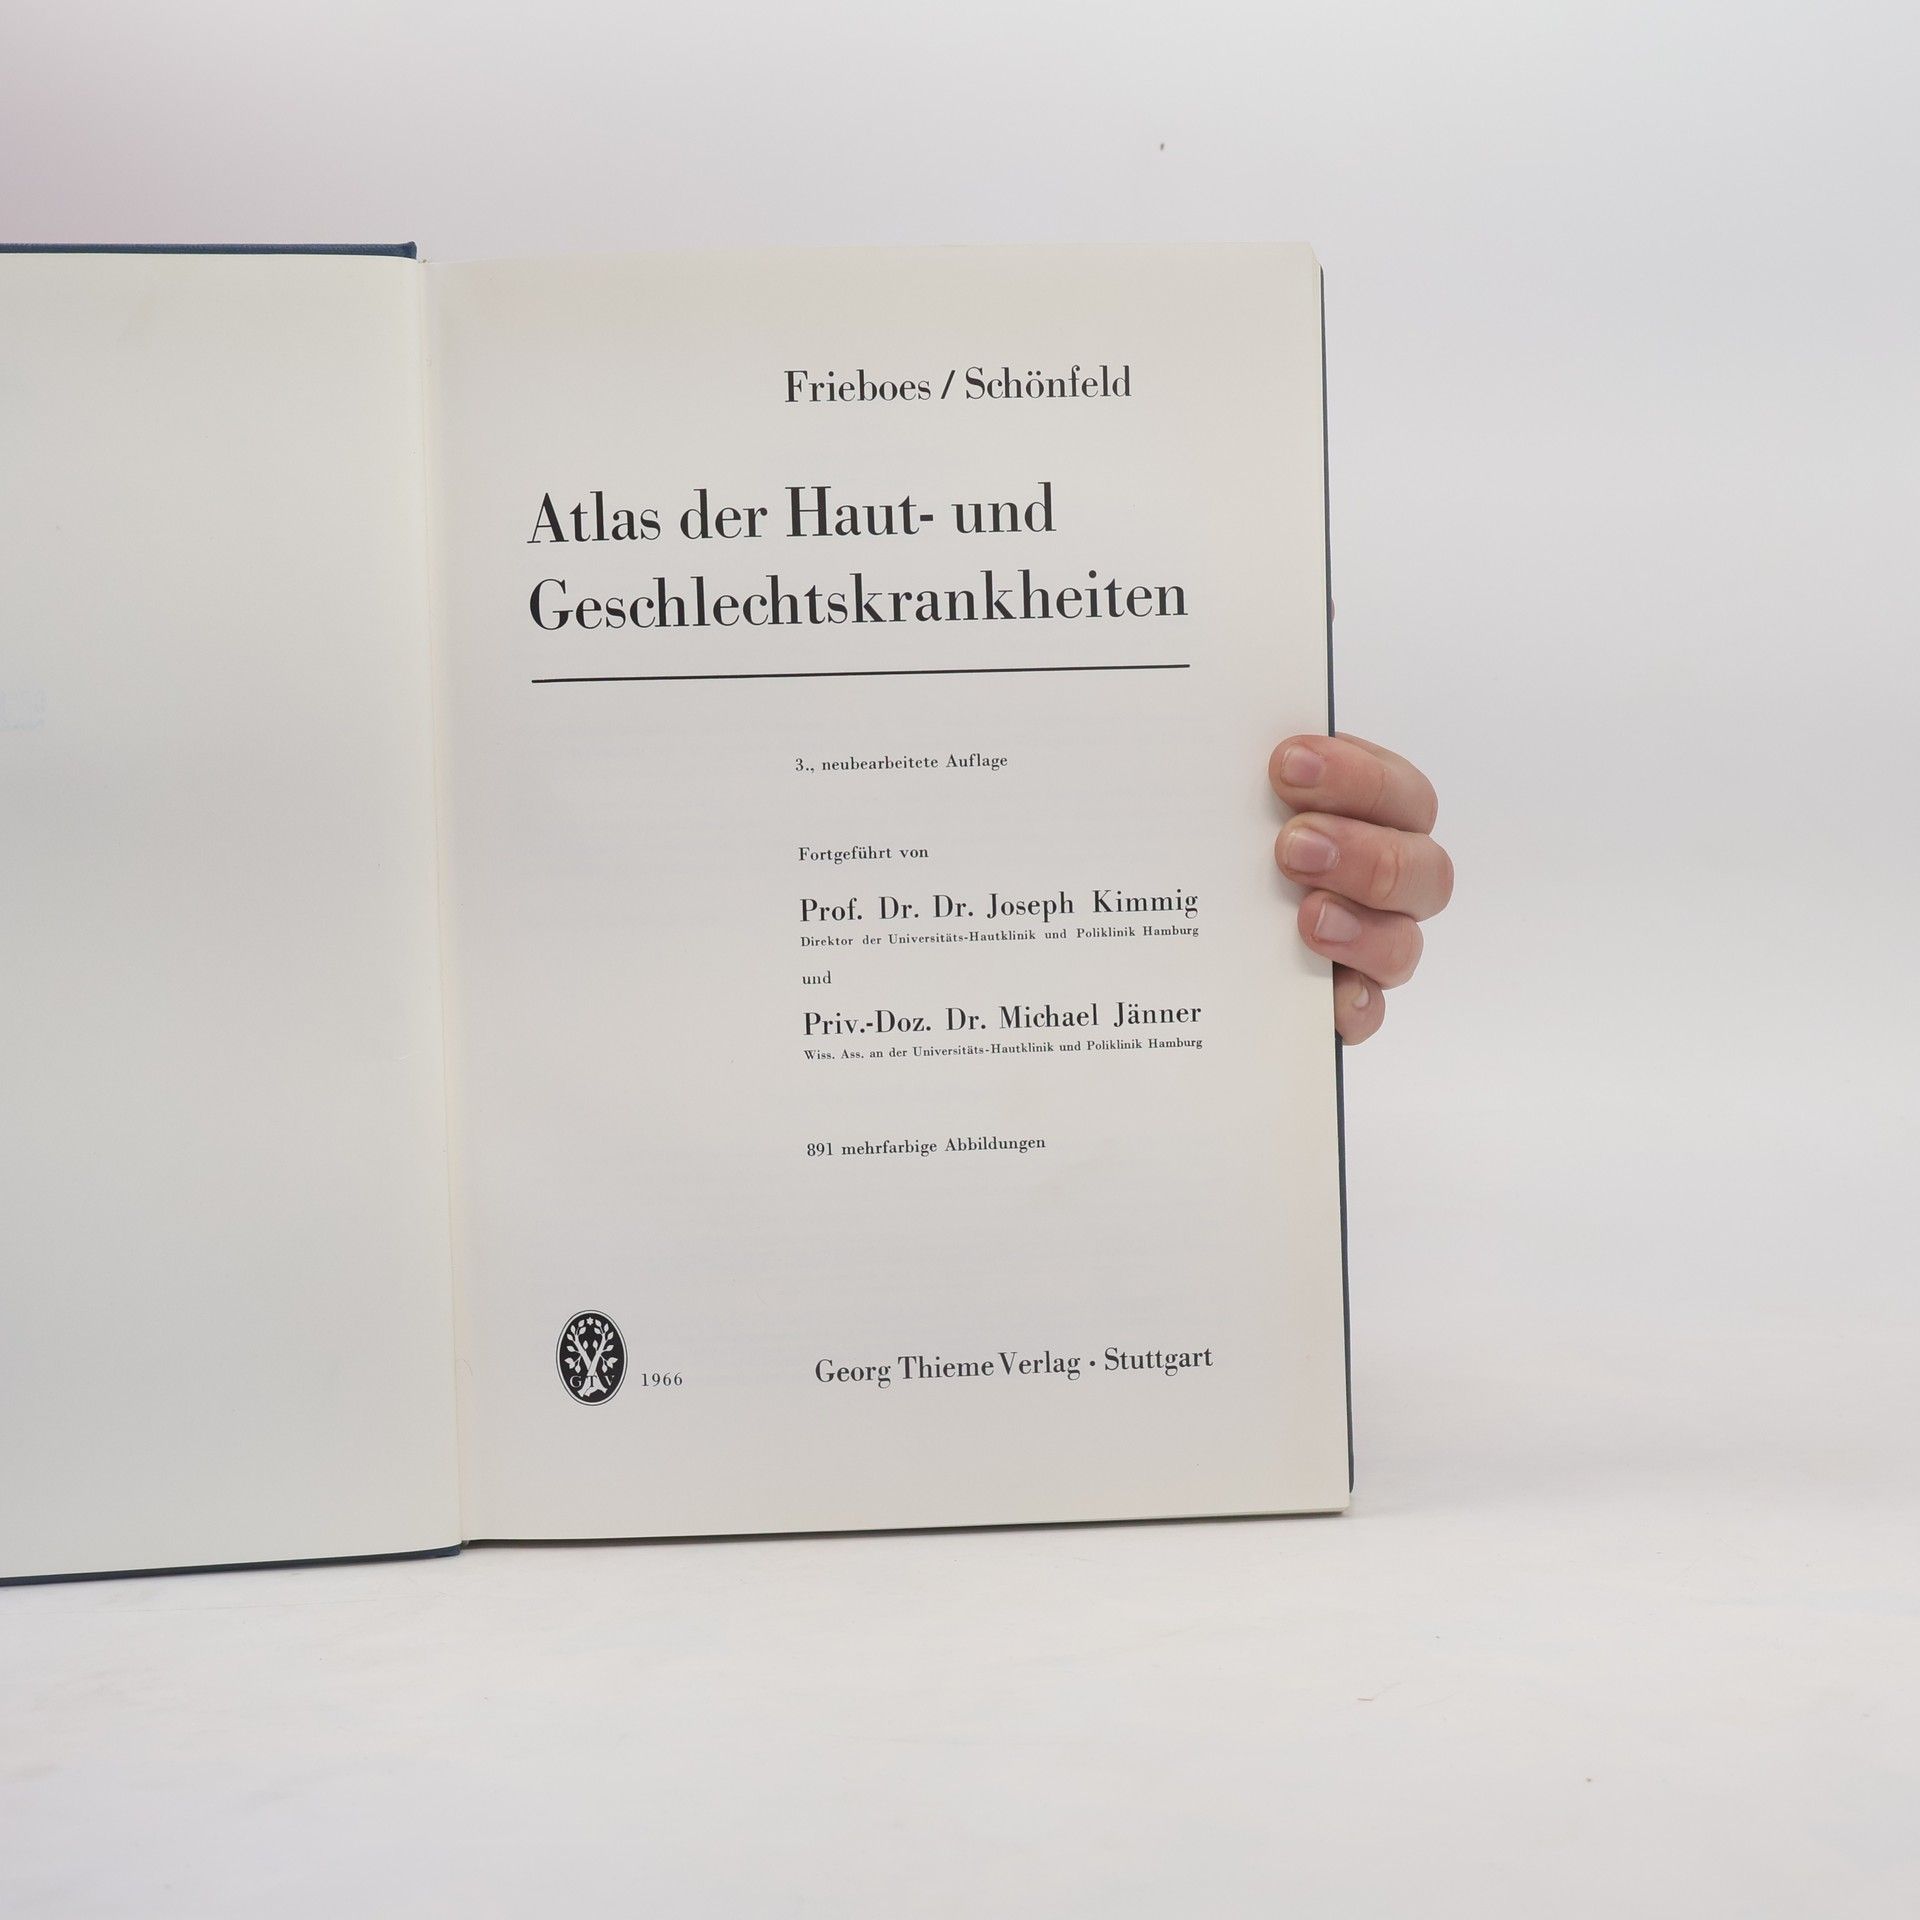 Frieboes / Schönfeld
Atlas der Haut- und
Geschlechtskrankheiten
3., neubearbeitete Auflage
Fortgeführt von
Prof. Dr. Dr. Joseph Kimmig
Direktor der Universitäts-Hautklinik und Poliklinik Hamburg
und
Priv.-Doz. Dr. Michael Jänner
Wiss. Ass. an der Universitäts-Hautklinik und Poliklinik Hamburg
891 mehrfarbige Abbildungen
GTV
1966
Georg Thieme Verlag · Stuttgart